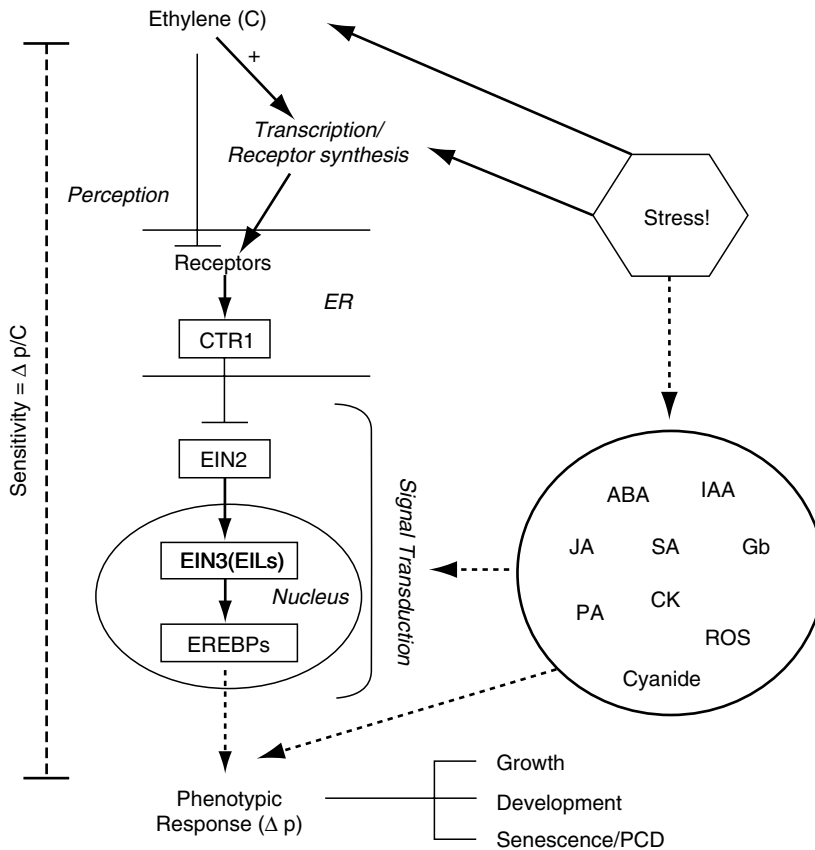 Ethylene (C)
+
Transcription/
Receptor synthesis
Perception
Stress!
Receptors
ER
CTR1
Sensitivity = Δ p/C
EIN2
Signal Transduction
ABA
IAA
JA
SA
Gb
PA
CK
ROS
Cyanide
EIN3(EILs)
Nucleus
EREBPs
Phenotypic
Response (Δ p)
Growth
Development
Senescence/PCD